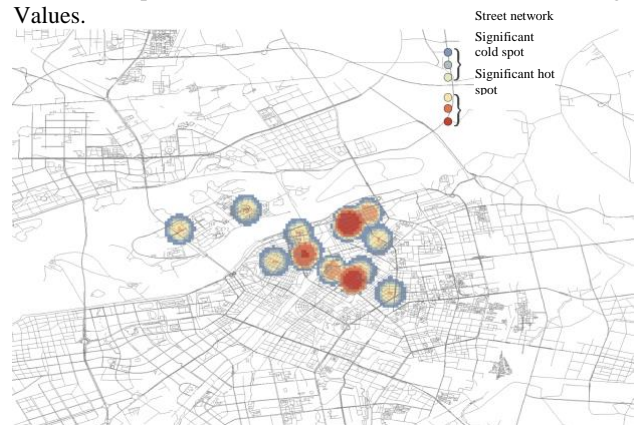 Values.
Street network
Significant
cold spot
Significant hot
spot